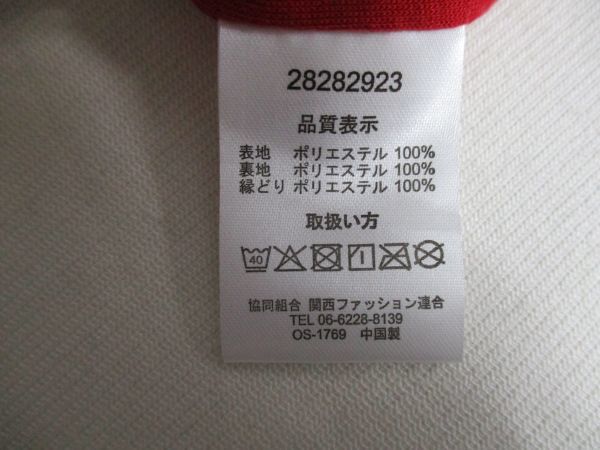 28282923
品質表示
表地 ポリエステル 100%
裏地 ポリエステル 100%
縁どり ポリエステル 100%
取扱い方
40
協同組合 関西ファッション連合
TEL 06-6228-8139
OS-1769 中国製